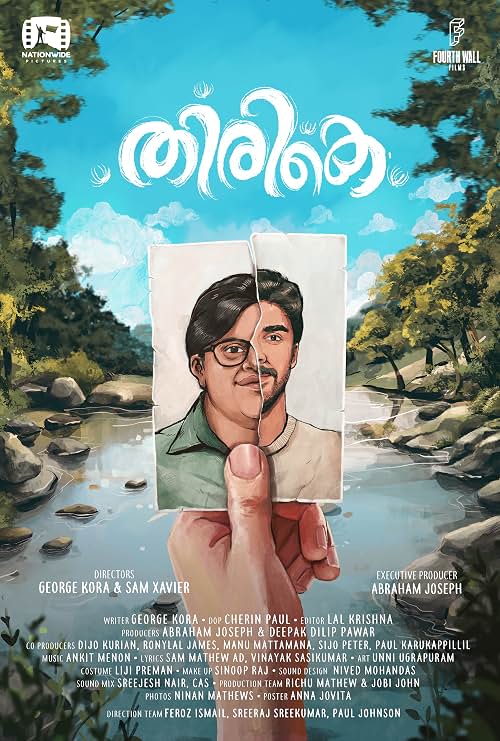 NATIONWIDE
PICTURES
FOURTH WALL
FILMS
തിരികെ
DIRECTORS
GEORGE KORA & SAM XAVIER
EXECUTIVE PRODUCER
ABRAHAM JOSEPH
WRITER GEORGE KORA • DOP CHERIN PAUL • EDITOR LAL KRISHNA
PRODUCERS ABRAHAM JOSEPH & DEEPAK DILIP PAWAR
CO PRODUCERS DIJO KURIAN, RONYLAL JAMES, MANU MATTAMANA, SIJO PETER, PAUL KARUKAPPILLIL
MUSIC ANKIT MENON • LYRICS SAM MATHEW AD, VINAYAK SASIKUMAR • ART UNNI UGRAPURAM
COSTUME LIJI PREMAN • MAKE UP SINOOP RAJ • SOUND DESIGN NIVED MOHANDAS
SOUND MIX SREEJESH NAIR, CAS • PRODUCTION TEAM RICHU MATHEW & JOBI JOHN
PHOTOS NINAN MATHEWS • POSTER ANNA JOVITA
DIRECTION TEAM FEROZ ISMAIL, SREERAJ SREEKUMAR, PAUL JOHNSON